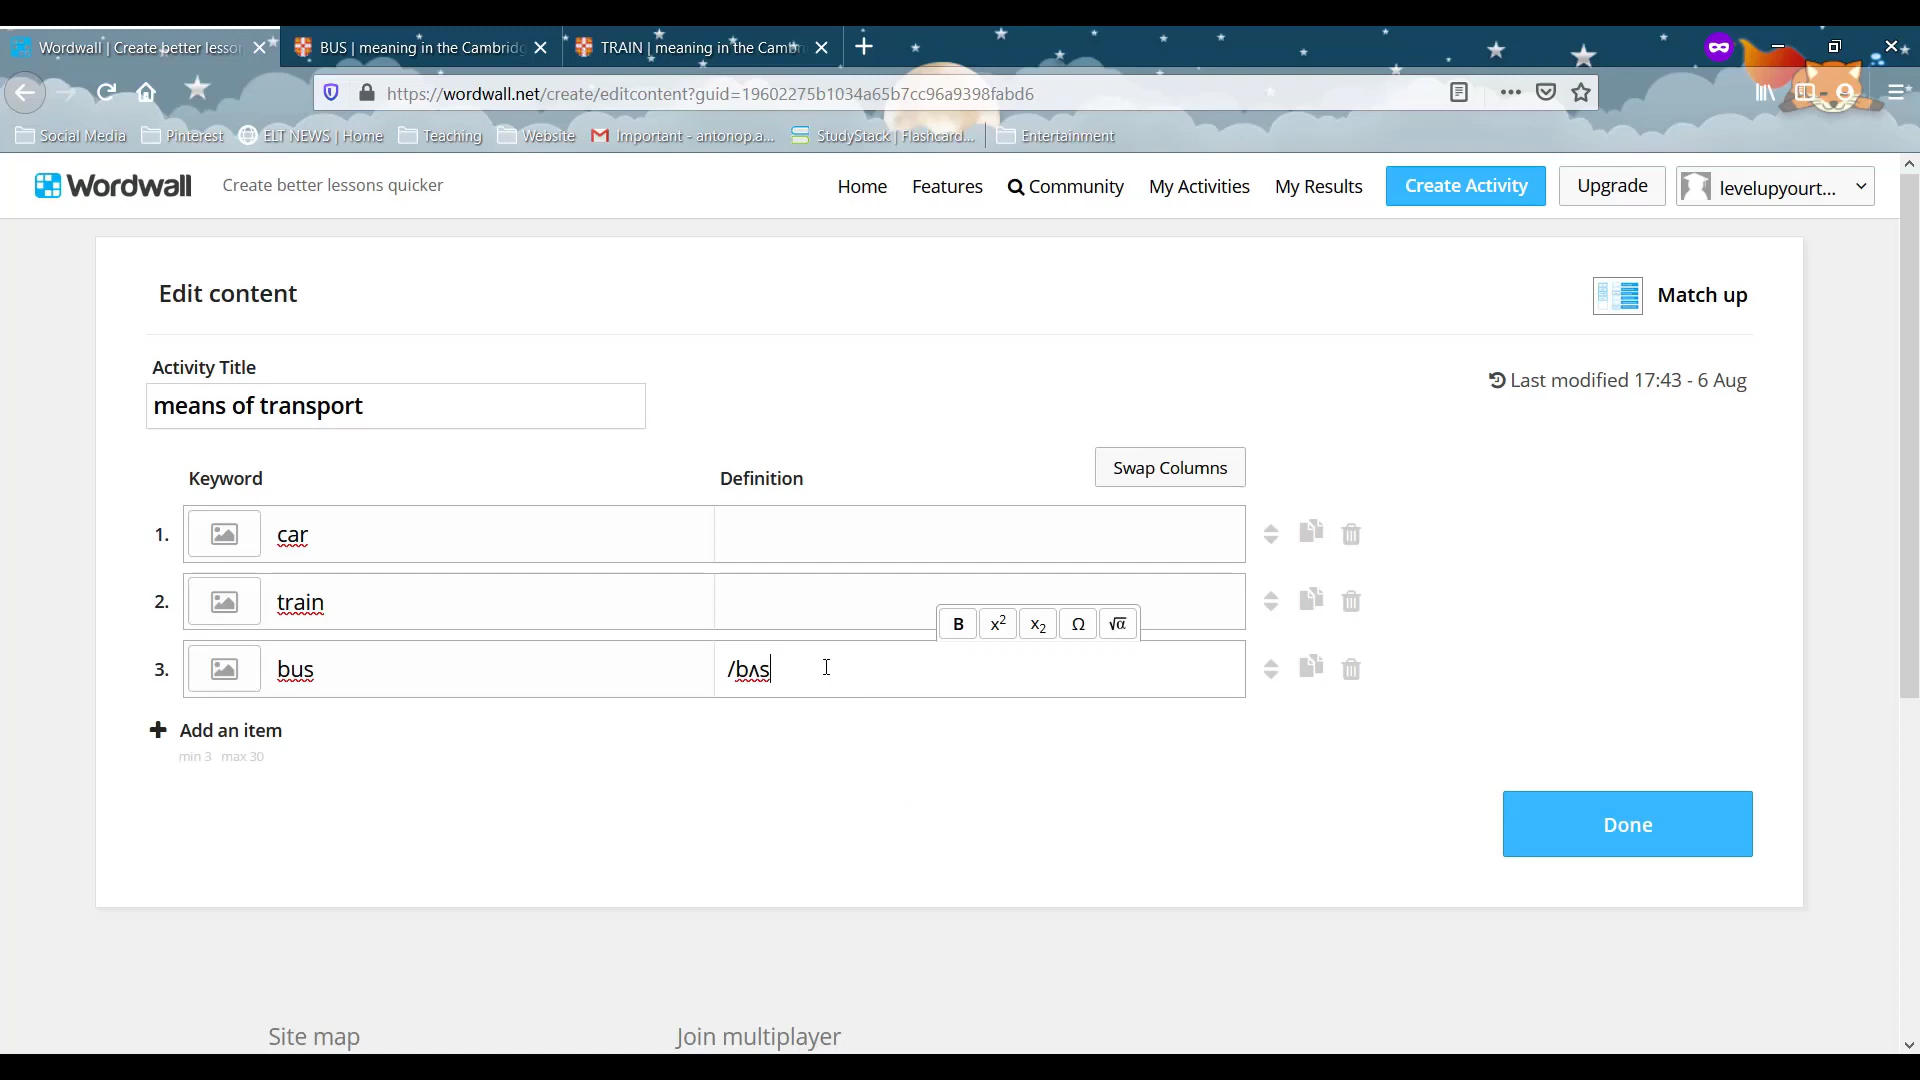 Wordwall | Create better lesso
BUS | meaning in the Cambridg
TRAIN | meaning in the Cambr
https://wordwall.net/create/editcontent?guid=19602275b1034a65b7cc96a9398fabd6
Social Media Pinterest ELT NEWS | Home Teaching Website Important - antonop.a... StudyStack | Flashcard... Entertainment
Wordwall Create better lessons quicker Home Features Community My Activities My Results Create Activity Upgrade levelupyourt...
Edit content Match up
Activity Title
means of transport
Last modified 17:43 - 6 Aug
Keyword Definition Swap Columns
1. car
2. train
B x² x₂ Ω √α
3. bus /bʌs
Add an item
min 3 max 30
Done
Site map Join multiplayer